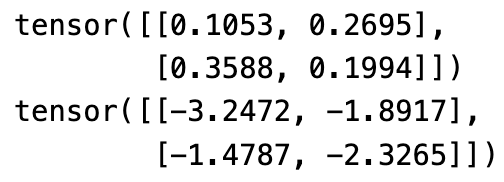 tensor([[0.1053, 0.2695],
        [0.3588, 0.1994]])
tensor([[-3.2472, -1.8917],
        [-1.4787, -2.3265]])